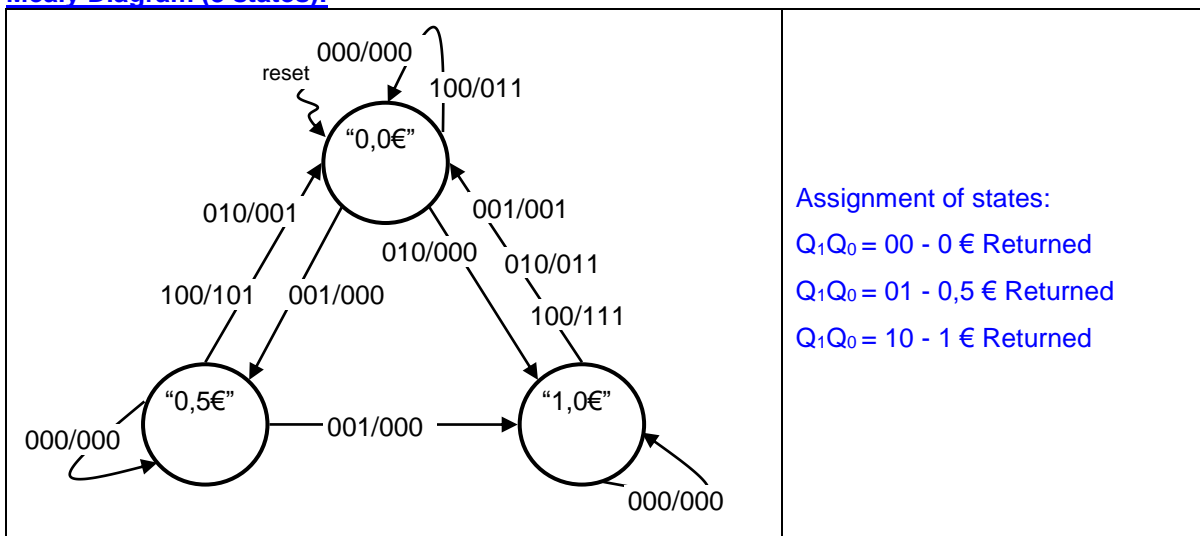 Mealy Diagram (3 states):
000/000
reset
100/011
“0,0€”
010/001
001/001
010/000
010/011
100/101
001/000
100/111
“0,5€”
“1,0€”
001/000
000/000
000/000
Assignment of states:
Q₁Q₀ = 00 - 0 € Returned
Q₁Q₀ = 01 - 0,5 € Returned
Q₁Q₀ = 10 - 1 € Returned